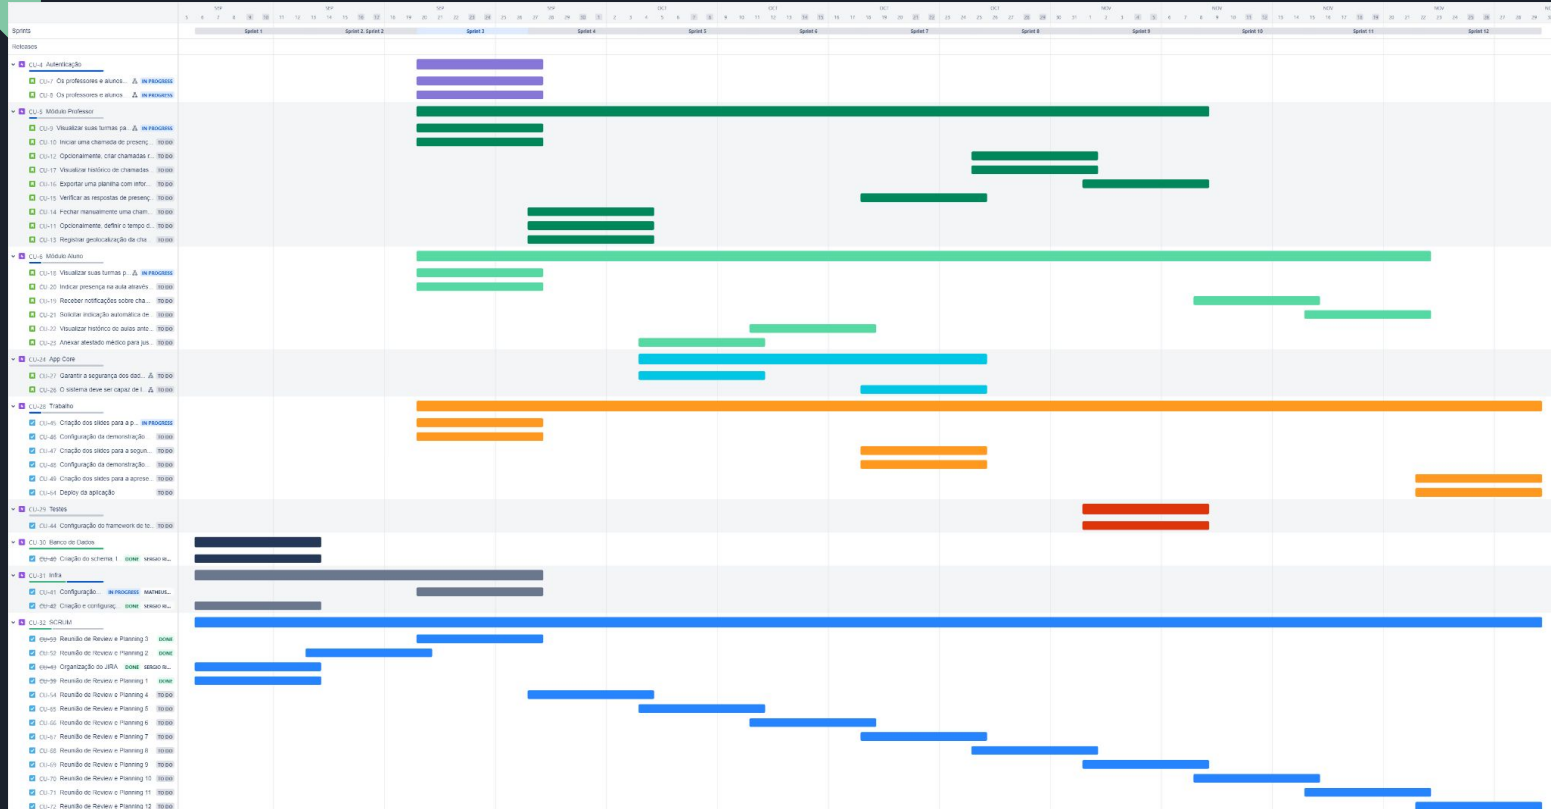 SEP SEP SEP SEP OCT OCT OCT OCT NOV NOV NOV
Sprints Sprint 1 Sprint 2, Sprint 2 Sprint 3 Sprint 4 Sprint 5 Sprint 6 Sprint 7 Sprint 8 Sprint 9 Sprint 10 Sprint 11 Sprint 12
Releases
CU-4 Autenticação
CU-7 Os professores e alunos... IN PROGRESS
CU-8 Os professores e alunos IN PROGRESS
CU-5 Módulo Professor
CU-9 Visualizar suas turmas pa... IN PROGRESS
CU-10 Iniciar uma chamada de presenç... TO DO
CU-12 Opcionalmente, criar chamadas r... TO DO
CU-17 Visualizar histórico de chamadas TO DO
CU-16 Exportar uma planilha com infor... TO DO
CU-15 Verificar as respostas de presenç... TO DO
CU-14 Fechar manualmente uma cham... TO DO
CU-11 Opcionalmente, definir o tempo d... TO DO
CU-13 Registrar geolocalização da cha TO DO
CU-6 Módulo Aluno
CU-18 Visualizar suas turmas p... IN PROGRESS
CU-20 Indicar presença na aula através TO DO
CU-19 Receber notificações sobre cha... TO DO
CU-21 Solicitar indicação automática de... TO DO
CU-22 Visualizar histórico de aulas ante... TO DO
CU-23 Anexar atestado médico para jus... TO DO
CU-24 App Core
CU-27 Garantir a segurança dos dad... TO DO
CU-26 O sistema deve ser capaz de l TO DO
CU-28 Trabalho
CU-45 Criação dos slides para a p... IN PROGRESS
CU-46 Configuração da demonstração TO DO
CU-47 Criação dos slides para a segun... TO DO
CU-48 Configuração da demonstração... TO DO
CU-49 Criação dos slides para a aprese... TO DO
CU-64 Deploy da aplicação TO DO
CU-29 Testes
CU-44 Configuração do framework de te... TO DO
CU-30 Banco de Dados
CU-40 Criação do schema DONE SERGIO
CU-31 Infra
CU-41 Configuração... IN PROGRESS MATHEUS...
CU-42 Criação e configuraç... DONE SERGIO
CU-32 SCRUM
CU-53 Reunião de Review e Planning 3 DONE
CU-52 Reunião de Review e Planning 2 DONE
CU-43 Organização do JIRA DONE SERGIO
CU-39 Reunião de Review e Planning 1 DONE
CU-54 Reunião de Review e Planning 4 TO DO
CU-65 Reunião de Review e Planning 5 TO DO
CU-66 Reunião de Review e Planning 6 TO DO
CU-67 Reunião de Review e Planning 7 TO DO
CU-68 Reunião de Review e Planning 8 TO DO
CU-69 Reunião de Review e Planning 9 TO DO
CU-70 Reunião de Review e Planning 10 TO DO
CU-71 Reunião de Review e Planning 11 TO DO
CU-72 Reunião de Review e Planning 12 TO DO